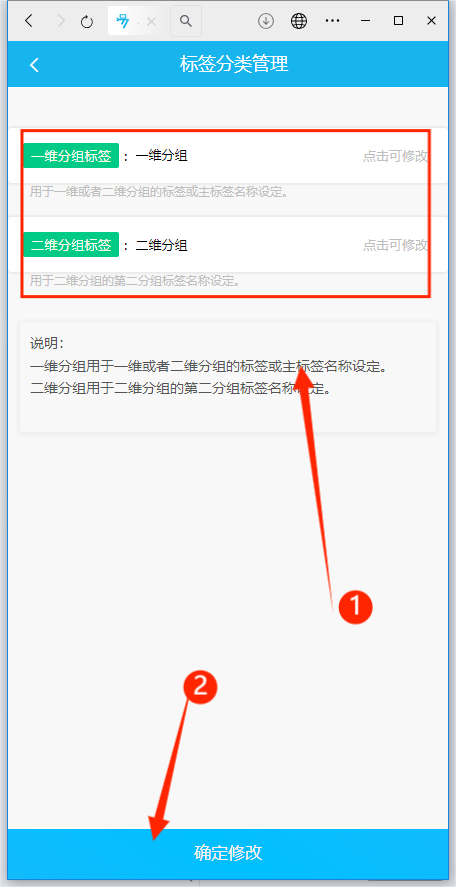 标签分类管理
一维分组标签 : 一维分组 点击可修改
用于一维或者二维分组的标签或主标签名称设定。
二维分组标签 : 二维分组 点击可修改
用于二维分组的第二分组标签名称设定。
说明:
一维分组用于一维或者二维分组的标签或主标签名称设定。
二维分组用于二维分组的第二分组标签名称设定。
1
2
确定修改